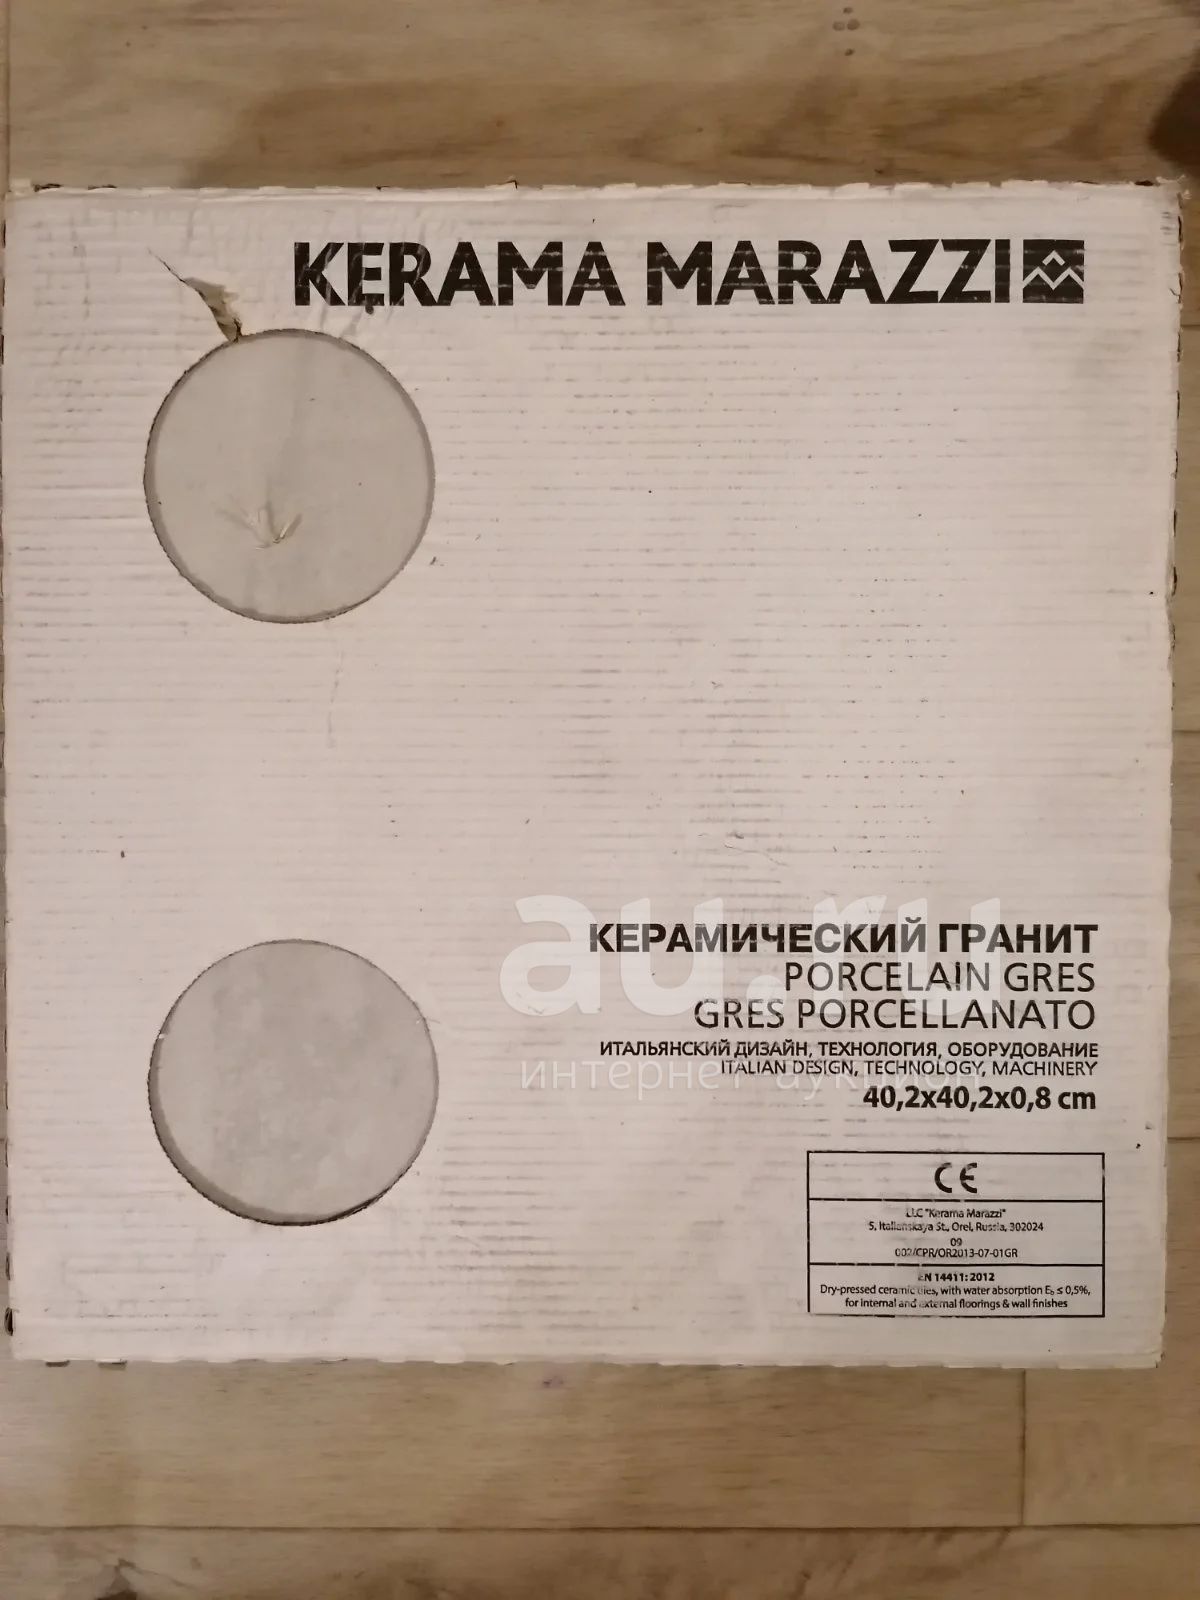 KERAMA MARAZZI
au.ru
КЕРАМИЧЕСКИЙ ГРАНИТ
PORCELAIN GRES
GRES PORCELLANATO
ИТАЛЬЯНСКИЙ ДИЗАЙН, ТЕХНОЛОГИЯ, ОБОРУДОВАНИЕ
ITALIAN DESIGN, TECHNOLOGY, MACHINERY
интернет-аукцион
40,2x40,2x0,8 cm
CE
LLC "Kerama Marazzi"
5, Italianskaya St., Orel, Russia, 302024
09
002/CPR/OR2013-07-01GR
EN 14411: 2012
Dry-pressed ceramic tiles, with water absorption Eb ≤ 0,5%,
for internal and external floorings & wall finishes